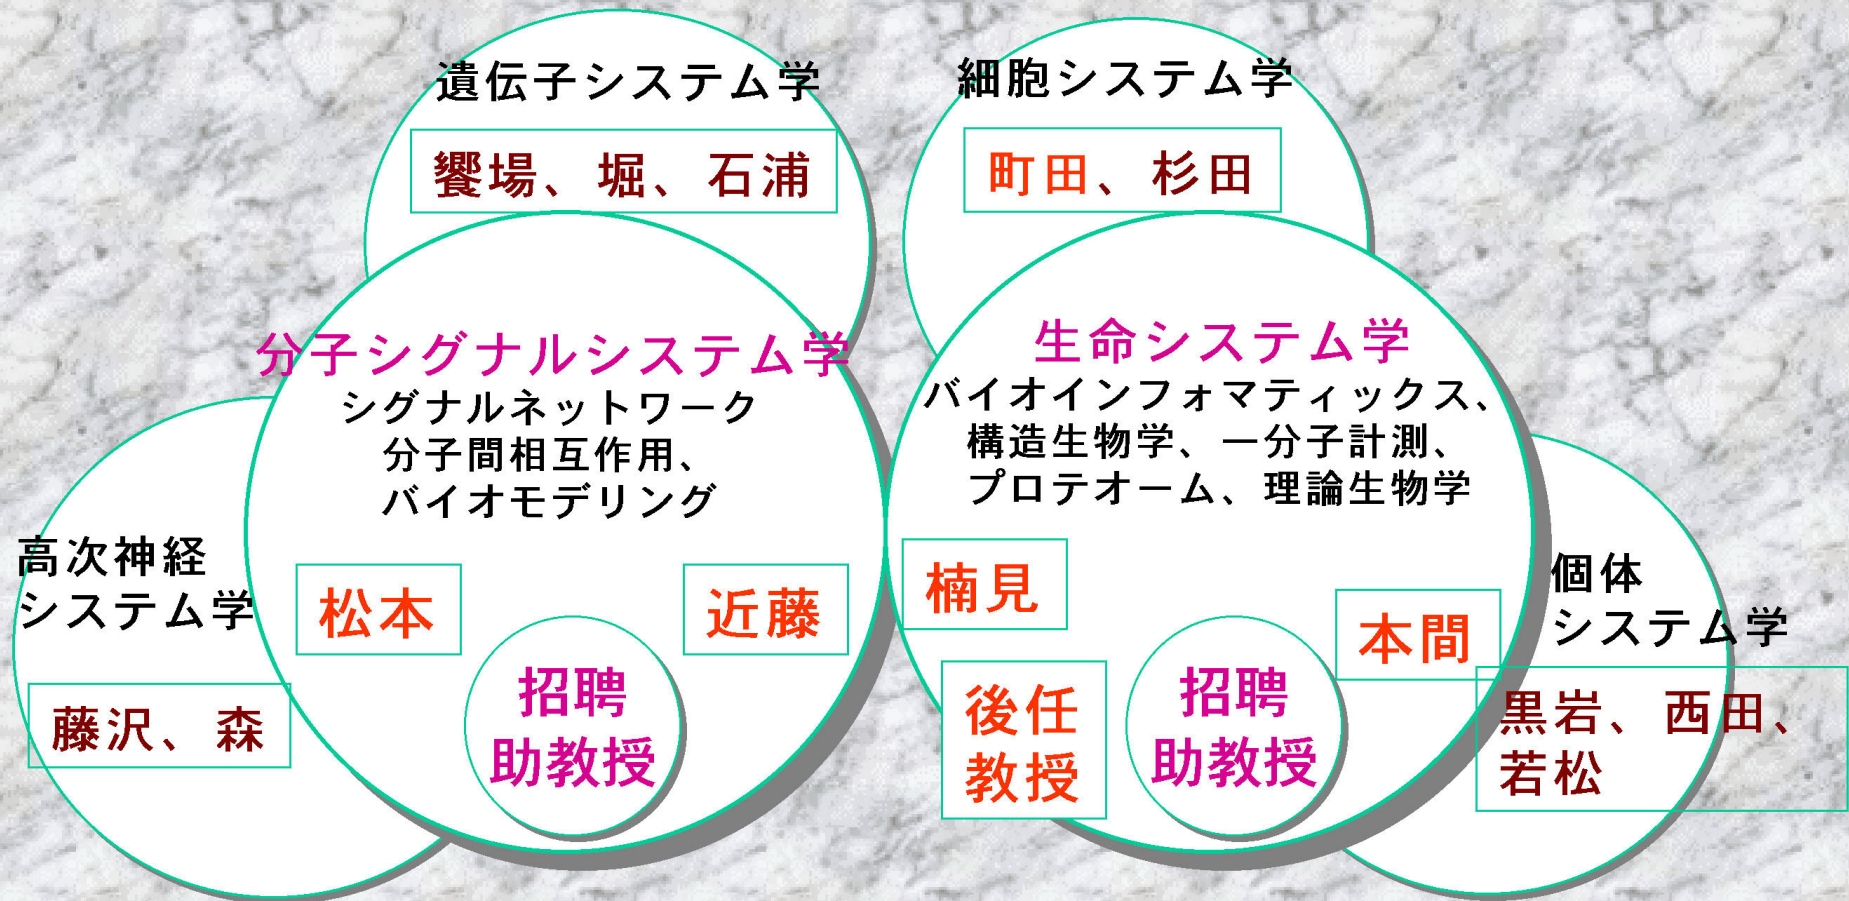 遺伝子システム学
饗場、堀、石浦
細胞システム学
町田、杉田
分子シグナルシステム学
シグナルネットワーク
分子間相互作用、
バイオモデリング
松本
近藤
招聘
助教授
生命システム学
バイオインフォマティックス、
構造生物学、一分子計測、
プロテオーム、理論生物学
楠見
本間
後任
教授
招聘
助教授
高次神経
システム学
藤沢、森
個体
システム学
黒岩、西田、
若松